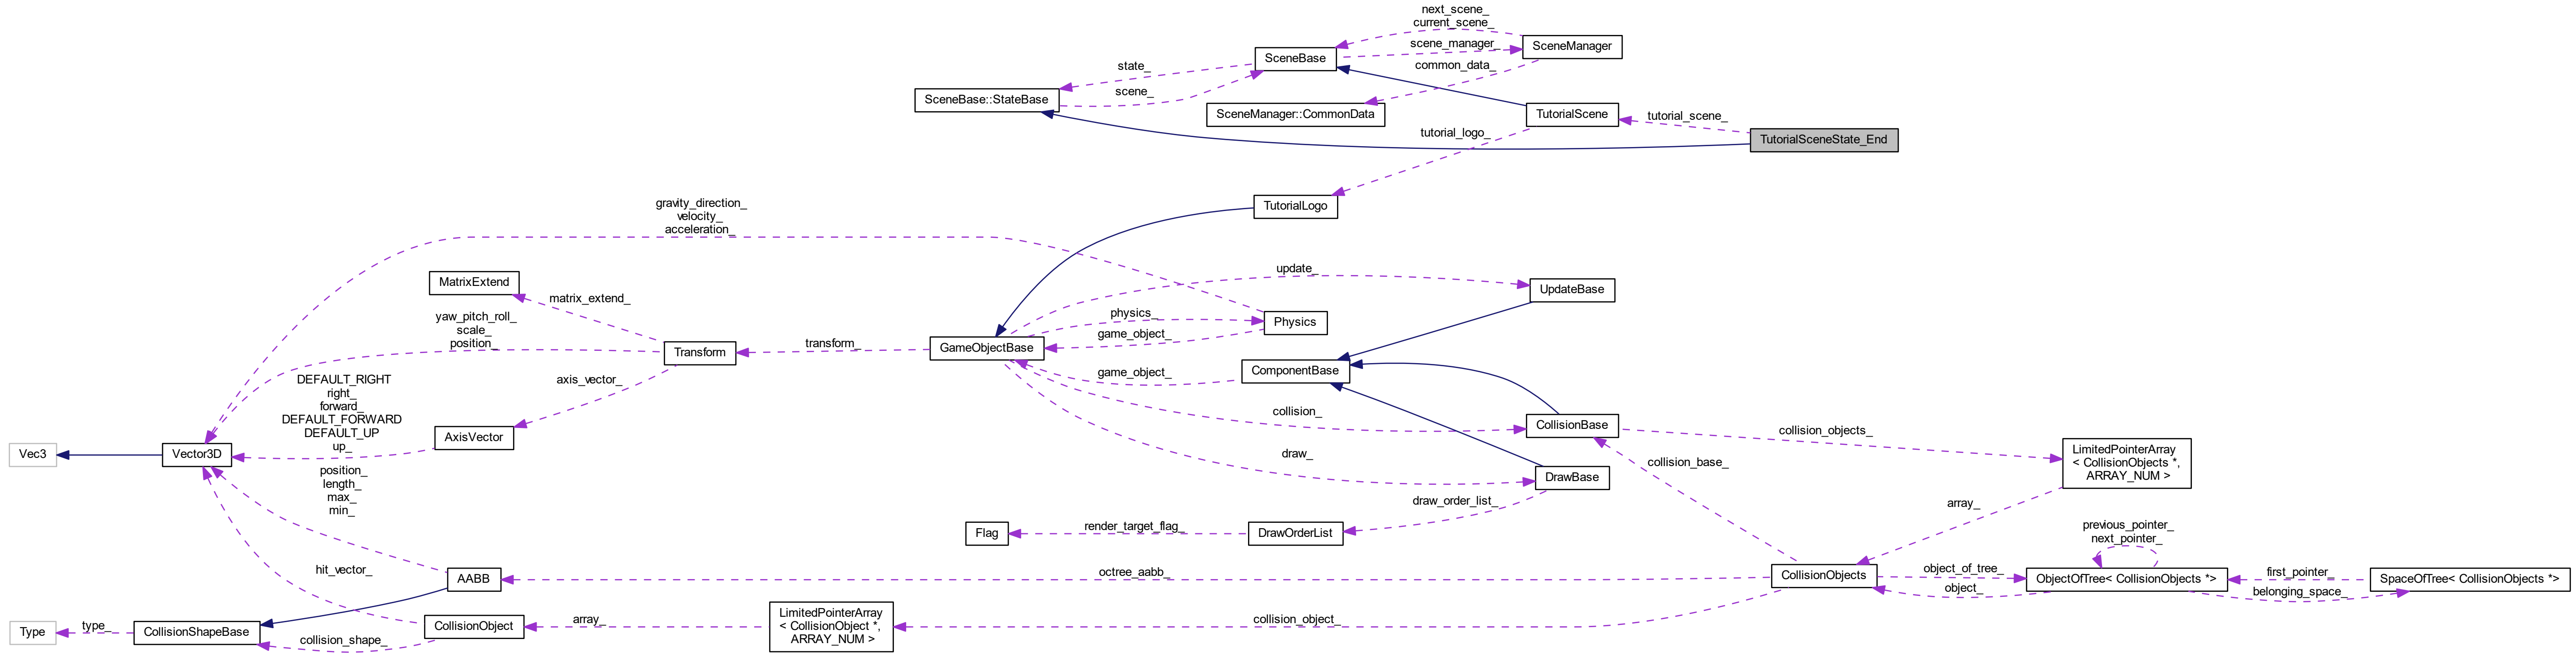 next_scene_
current_scene_
SceneManager
scene_manager_
SceneBase
common_data_
state_
SceneBase::StateBase
scene_
SceneManager::CommonData
TutorialScene
tutorial_scene_
TutorialSceneState_End
tutorial_logo_
TutorialLogo
gravity_direction_
velocity_
acceleration_
update_
MatrixExtend
UpdateBase
matrix_extend_
yaw_pitch_roll_
scale_
position_
physics_
Physics
game_object_
Transform
transform_
GameObjectBase
ComponentBase
game_object_
axis_vector_
DEFAULT_RIGHT
right_
forward_
DEFAULT_FORWARD
DEFAULT_UP
up_
collision_
CollisionBase
collision_objects_
AxisVector
Vec3
Vector3D
draw_
collision_base_
LimitedPointerArray
< CollisionObjects *,
ARRAY_NUM >
position_
length_
max_
min_
DrawBase
draw_order_list_
array_
render_target_flag_
Flag
DrawOrderList
previous_pointer_
next_pointer_
hit_vector_
AABB
octree_aabb_
CollisionObjects
object_of_tree_
object_
ObjectOfTree< CollisionObjects *>
first_pointer_
belonging_space_
SpaceOfTree< CollisionObjects *>
Type
type_
CollisionShapeBase
collision_shape_
CollisionObject
array_
LimitedPointerArray
< CollisionObject *,
ARRAY_NUM >
collision_object_